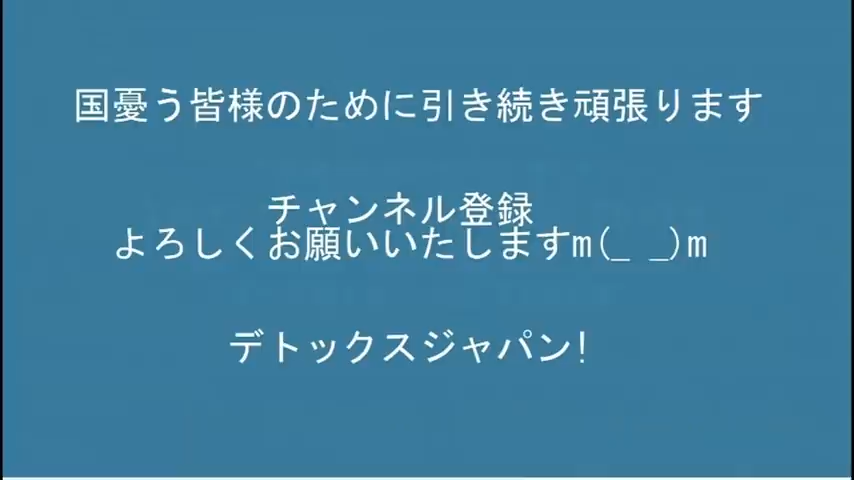 国憂う皆様のために引き続き頑張ります
チャンネル登録
よろしくお願いいたしますm(_ _)m
デトックスジャパン!